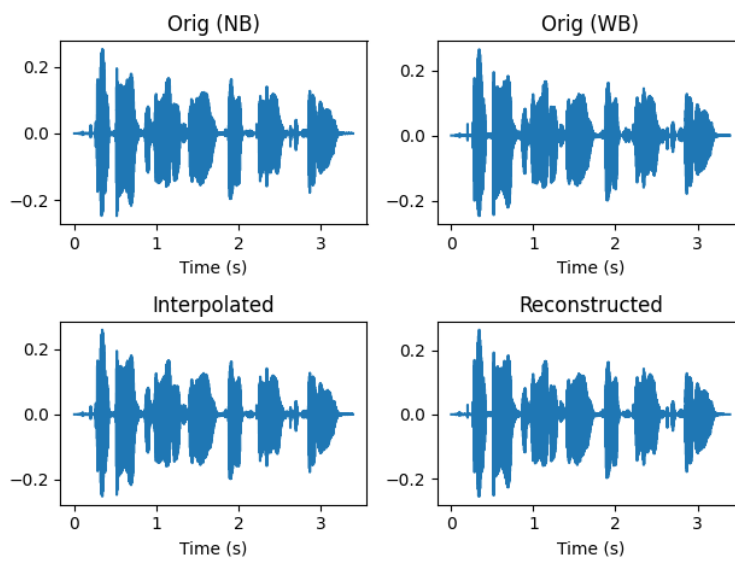 Orig (NB)
0.2
0.0
−0.2
0 1 2 3
Time (s)
Orig (WB)
0.2
0.0
−0.2
0 1 2 3
Time (s)
Interpolated
0.2
0.0
−0.2
0 1 2 3
Time (s)
Reconstructed
0.2
0.0
−0.2
0 1 2 3
Time (s)